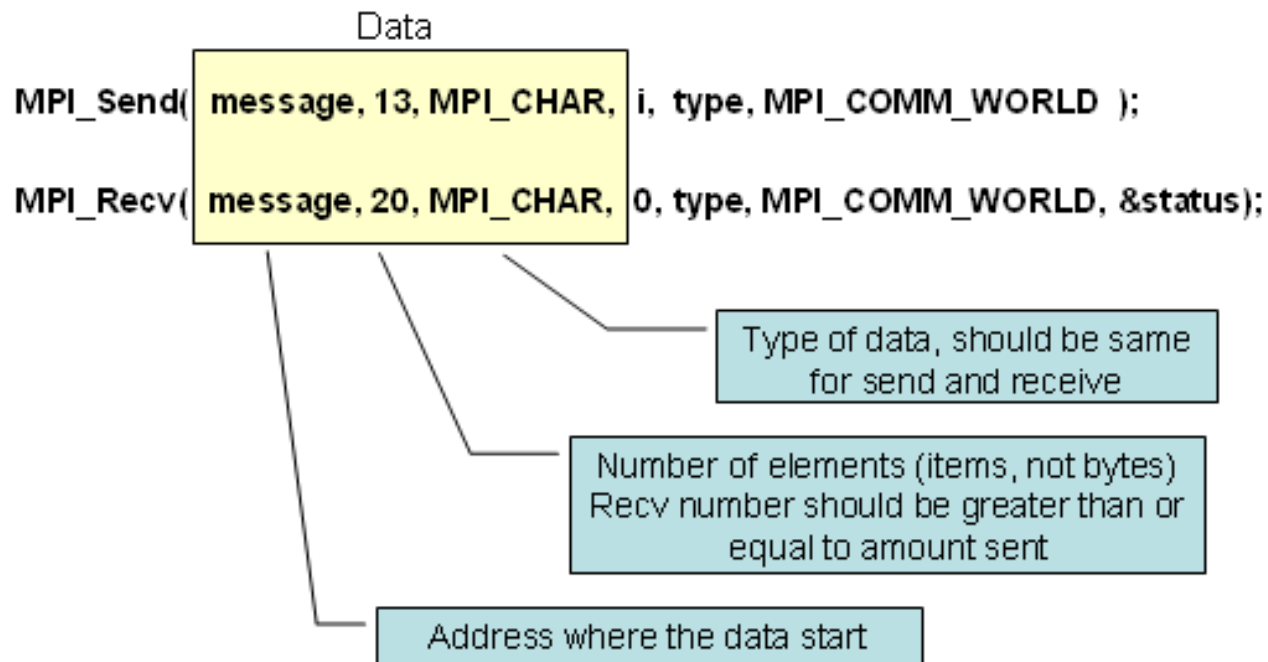 Data
MPI_Send( message, 13, MPI_CHAR, i, type, MPI_COMM_WORLD );
MPI_Recv( message, 20, MPI_CHAR, 0, type, MPI_COMM_WORLD, &status);
Type of data, should be same
for send and receive
Number of elements (items, not bytes)
Recv number should be greater than or
equal to amount sent
Address where the data start